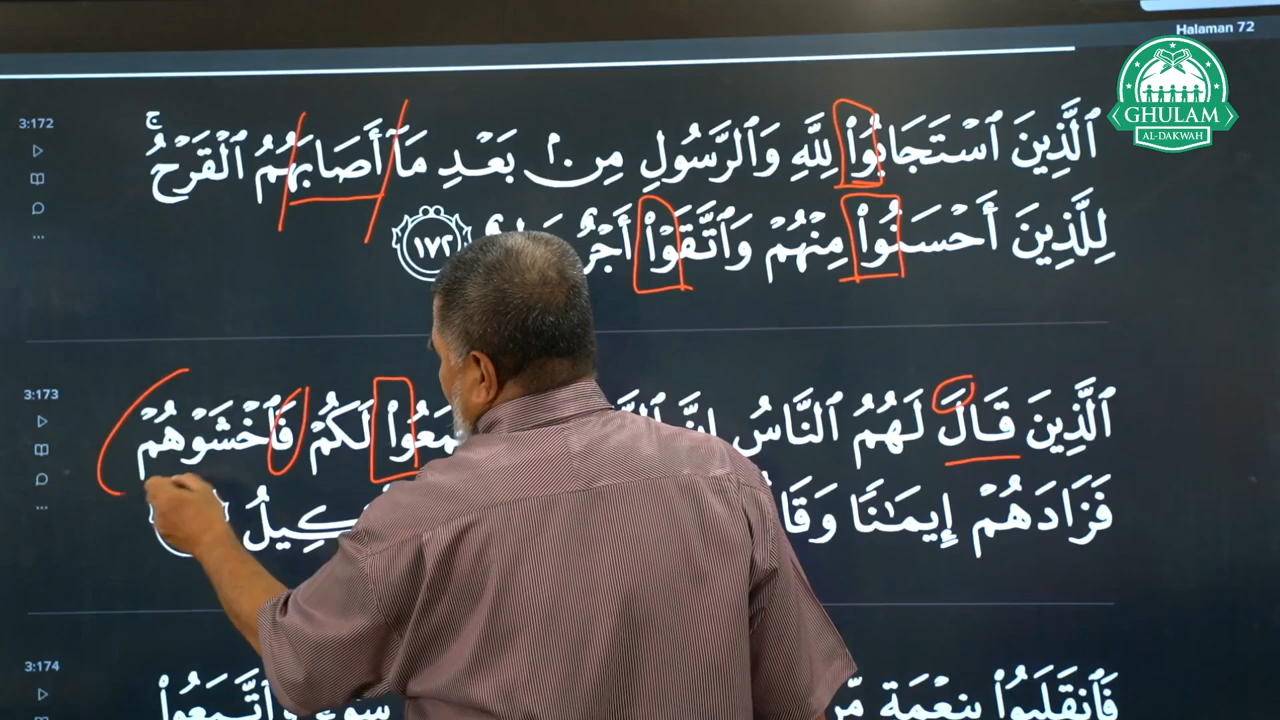 Halaman 72
GHULAM
AL-DAKWAH
3:172
ٱلَّذِينَ ٱسْتَجَابُوا۟ لِلَّهِ وَٱلرَّسُولِ مِنۢ بَعْدِ مَآ أَصَابَهُمُ ٱلْقَرْحُ ۚ
لِلَّذِينَ أَحْسَنُوا۟ مِنْهُمْ وَٱتَّقَوْا۟ أَجْرٌ ١٧٢
3:173
ٱلَّذِينَ قَالَ لَهُمُ ٱلنَّاسُ إِنَّ لَكُمْ فَٱخْشَوْهُمْ
فَزَادَهُمْ إِيمَـٰنًا
3:174
فَٱنقَلَبُوا۟ بِنِعْمَةٍ مِّنَ سُوٓءٌ وَٱتَّبَعُوا۟